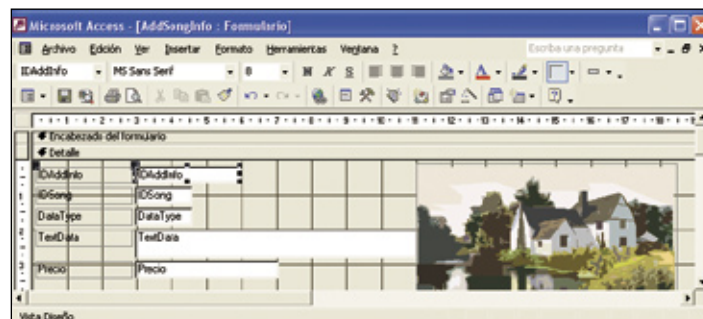 Microsoft Access - [AddSongInfo : Formulario]
Archivo Edición Ver Insertar Formato Herramientas Ventana ? Escriba una pregunta
IDAddInfo MS Sans Serif 8 N K S
Encabezado del formulario
Detalle
IDAddInfo IDAddInfo
IDSong IDSong
DataType DataType
TextData TextData
Precio Precio
Vista Diseño